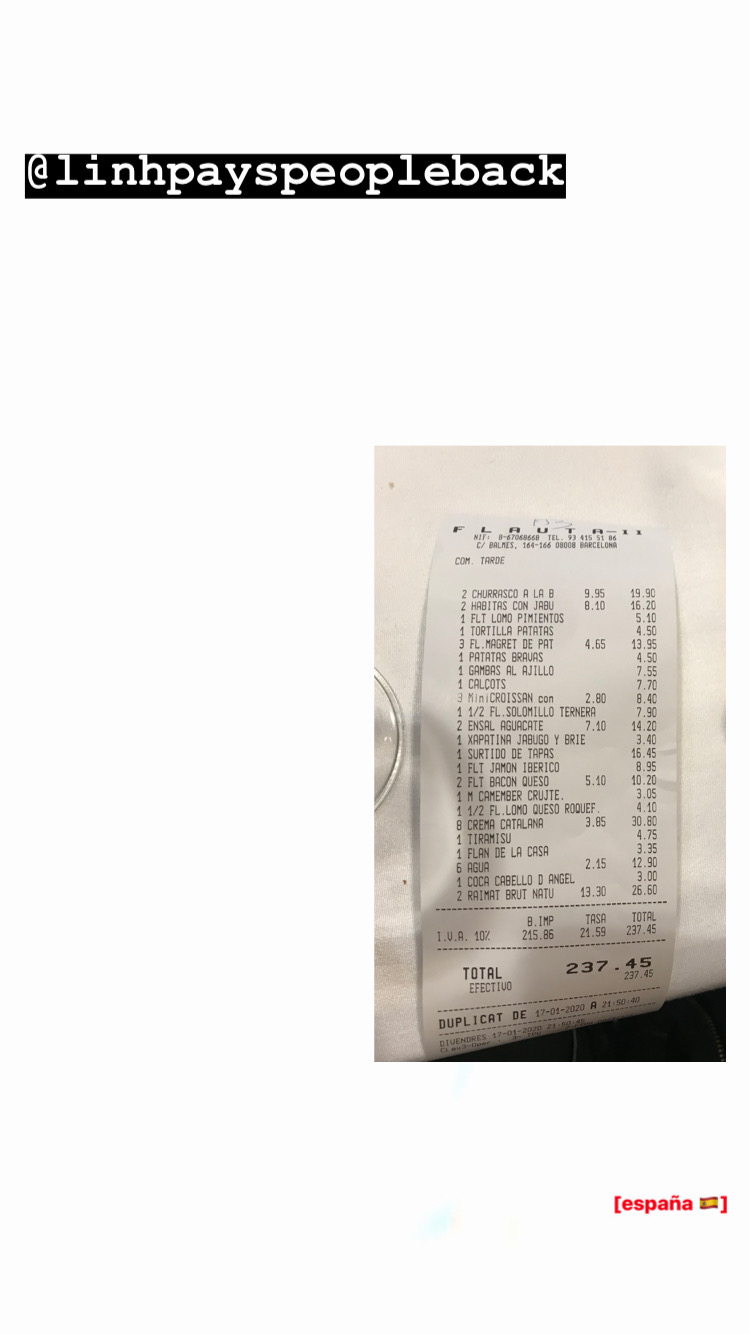 @linhpayspeopleback
FLAUTA-II
NIF: B-67068668 TEL. 93 415 51 86
C/ BALMES, 164-166 08008 BARCELONA
COM. TARDE
2 CHURRASCO A LA B 9.95 19.90
2 HABITAS CON JABU 8.10 16.20
1 FLT LOMO PIMIENTOS 5.10
1 TORTILLA PATATAS 4.50
3 FL.MAGRET DE PAT 4.65 13.95
1 PATATAS BRAVAS 4.50
1 GAMBAS AL AJILLO 7.55
1 CALÇOTS 7.70
3 MiniCROISSAN con 2.80 8.40
1 1/2 FL.SOLOMILLO TERNERA 7.90
2 ENSAL AGUACATE 7.10 14.20
1 XAPATINA JABUGO Y BRIE 3.40
1 SURTIDO DE TAPAS 16.45
1 FLT JAMON IBERICO 8.95
2 FLT BACON QUESO 5.10 10.20
1 M CAMEMBER CRUJTE. 3.05
1 1/2 FL.LOMO QUESO ROQUEF. 4.10
8 CREMA CATALANA 3.85 30.80
1 TIRAMISU 4.75
1 FLAN DE LA CASA 3.35
6 AGUA 2.15 12.90
1 COCA CABELLO D ANGEL 3.00
2 RAIMAT BRUT NATU 13.30 26.60
B.IMP TASA TOTAL
I.V.A. 10% 215.86 21.59 237.45
TOTAL 237.45
EFECTIVO 237.45
DUPLICAT DE 17-01-2020 A 21:50:40
DIVENDRES 17-01-2020
[españa 🇪🇸]